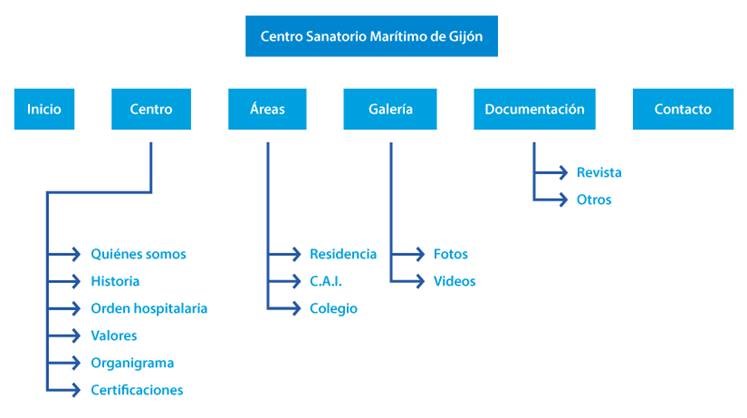 Centro Sanatorio Marítimo de Gijón
Inicio
Centro
Áreas
Galería
Documentación
Contacto
Quiénes somos
Historia
Orden hospitalaria
Valores
Organigrama
Certificaciones
Residencia
C.A.I.
Colegio
Fotos
Videos
Revista
Otros